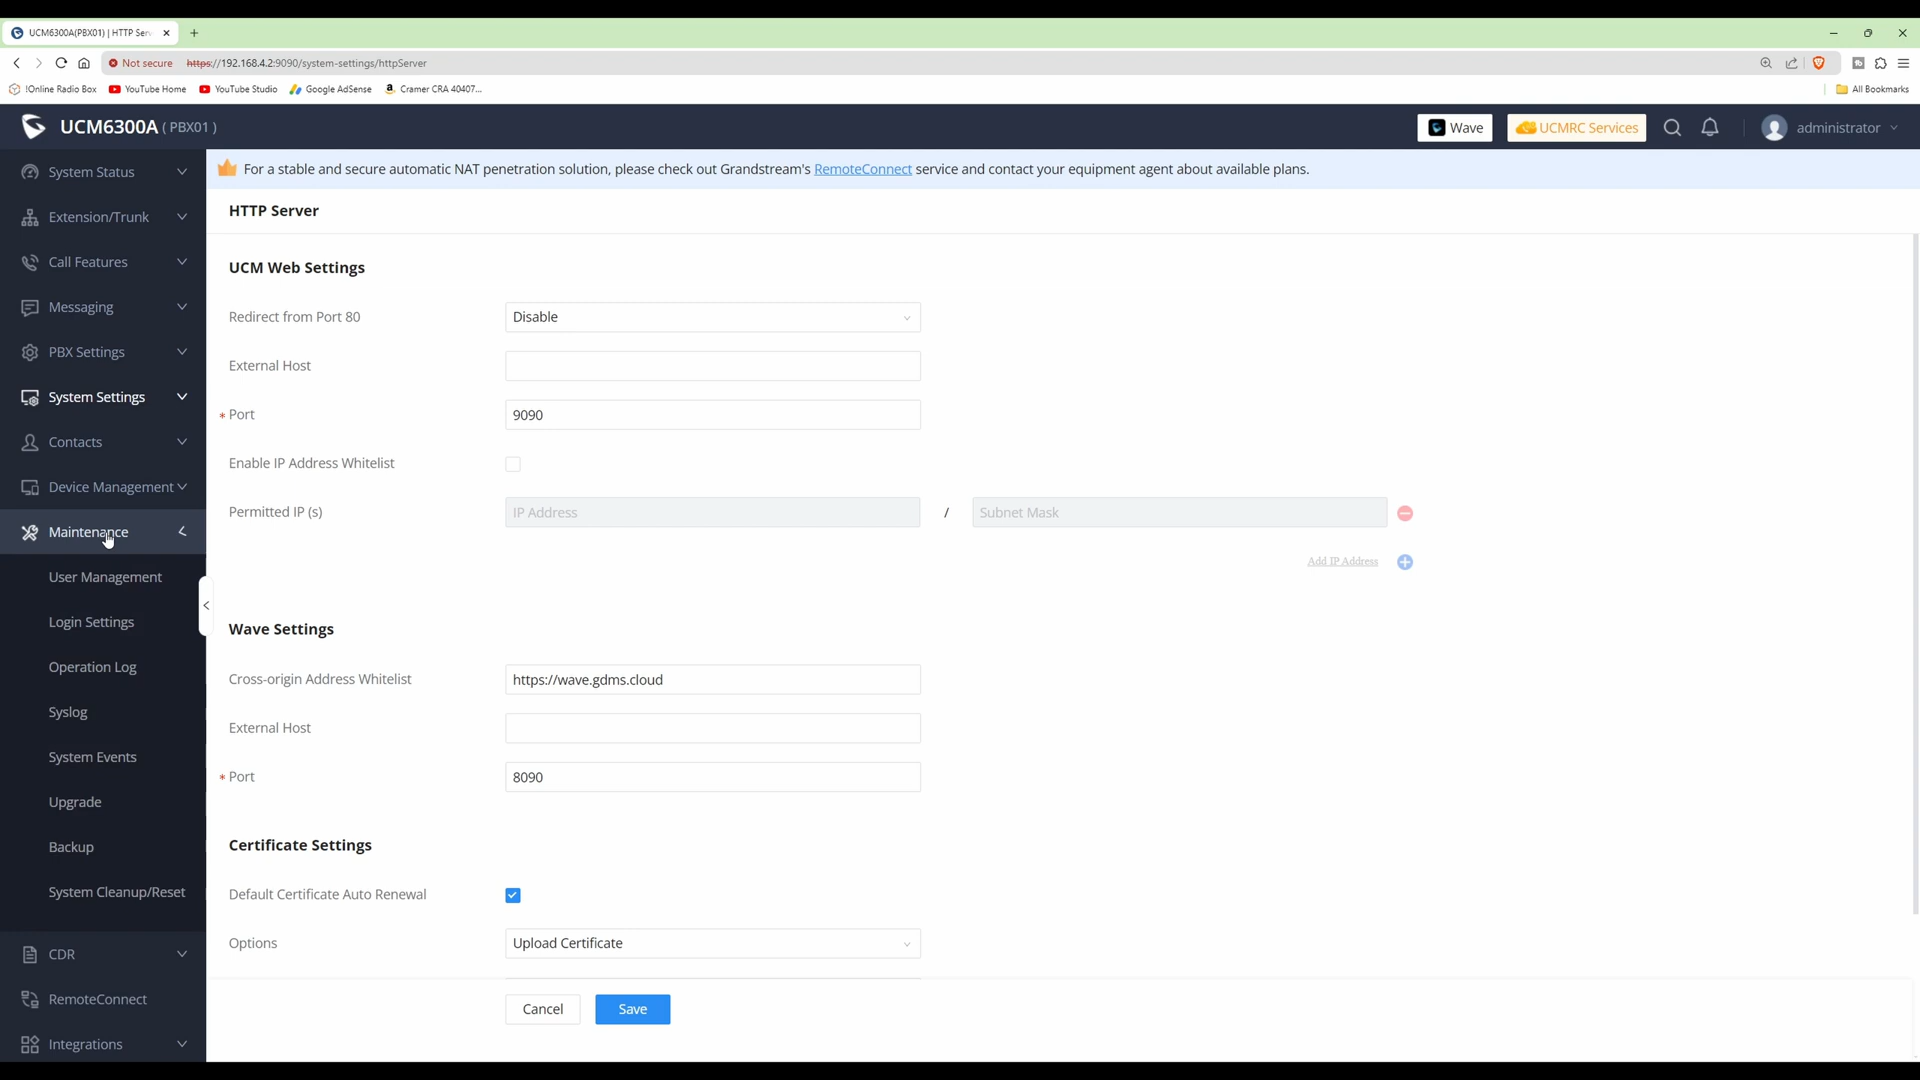 UCM6300A(PBX01) | HTTP Ser
Not secure https://192.168.4.2:9090/system-settings/httpServer
!Online Radio Box YouTube Home YouTube Studio Google AdSense Cramer CRA 40407... All Bookmarks
UCM6300A ( PBX01 ) Wave UCMRC Services administrator
For a stable and secure automatic NAT penetration solution, please check out Grandstream's RemoteConnect service and contact your equipment agent about available plans.
System Status
Extension/Trunk
Call Features
Messaging
PBX Settings
System Settings
Contacts
Device Management
Maintenance
User Management
Login Settings
Operation Log
Syslog
System Events
Upgrade
Backup
System Cleanup/Reset
CDR
RemoteConnect
Integrations
HTTP Server
UCM Web Settings
Redirect from Port 80 Disable
External Host
* Port 9090
Enable IP Address Whitelist
Permitted IP (s) IP Address / Subnet Mask
Add IP Address
Wave Settings
Cross-origin Address Whitelist https://wave.gdms.cloud
External Host
* Port 8090
Certificate Settings
Default Certificate Auto Renewal
Options Upload Certificate
Cancel Save